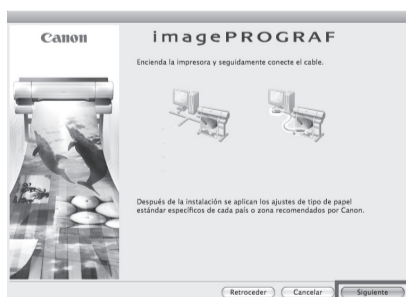 Canon
imagePROGRAF
Encienda la impresora y seguidamente conecte el cable.
Después de la instalación se aplican los ajustes de tipo de papel
estándar específicos de cada país o zona recomendados por Canon.
Retroceder
Cancelar
Siguiente